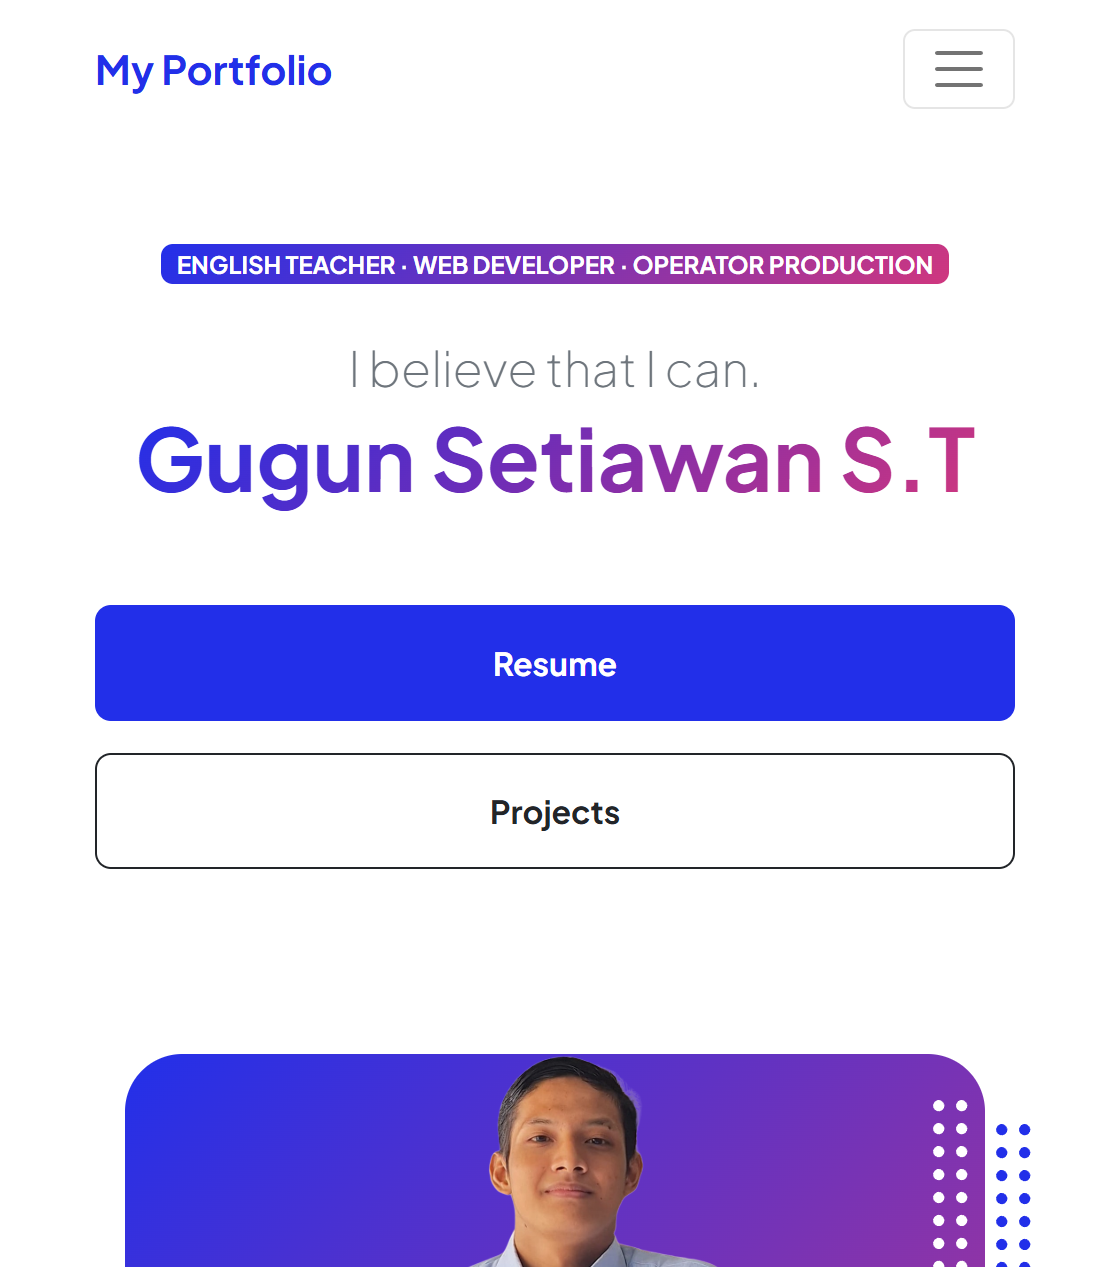 My Portfolio
ENGLISH TEACHER · WEB DEVELOPER · OPERATOR PRODUCTION
I believe that I can.
Gugun Setiawan S.T
Resume
Projects